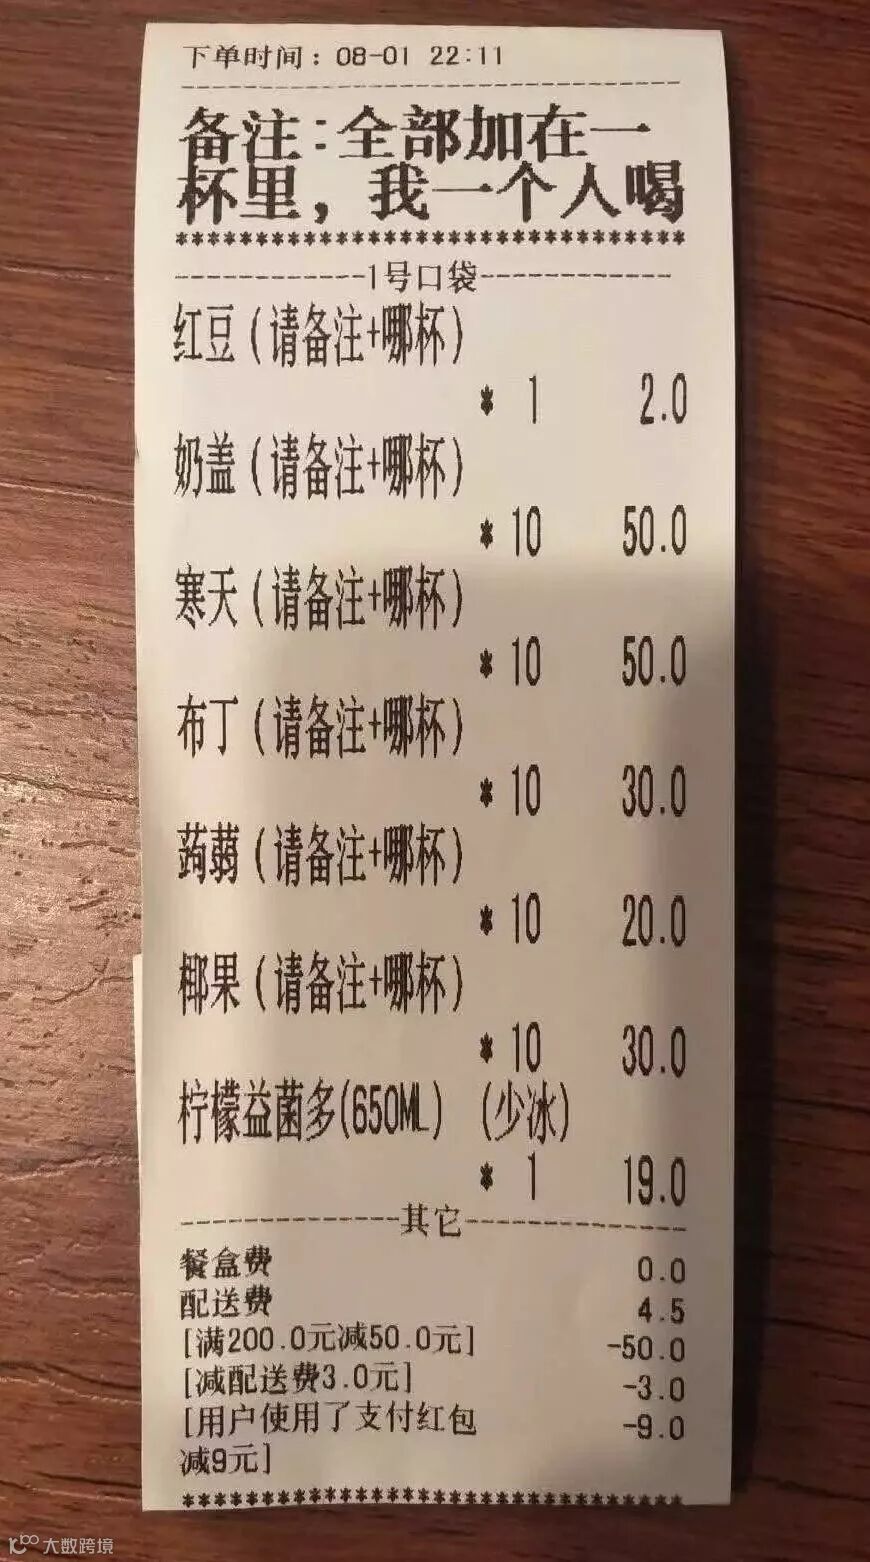 下单时间：08-01 22:11
备注：全部加在一
杯里，我一个人喝
*********************************
------------1号口袋------------
红豆（请备注+哪杯）
* 1 2.0
奶盖（请备注+哪杯）
* 10 50.0
寒天（请备注+哪杯）
* 10 50.0
布丁（请备注+哪杯）
* 10 30.0
蒟蒻（请备注+哪杯）
* 10 20.0
椰果（请备注+哪杯）
* 10 30.0
柠檬益菌多(650ML) (少冰)
* 1 19.0
--------------其它--------------
餐盒费 0.0
配送费 4.5
[满200.0元减50.0元] -50.0
[减配送费3.0元] -3.0
[用户使用了支付红包 -9.0
减9元]
*********************************
大数跨境